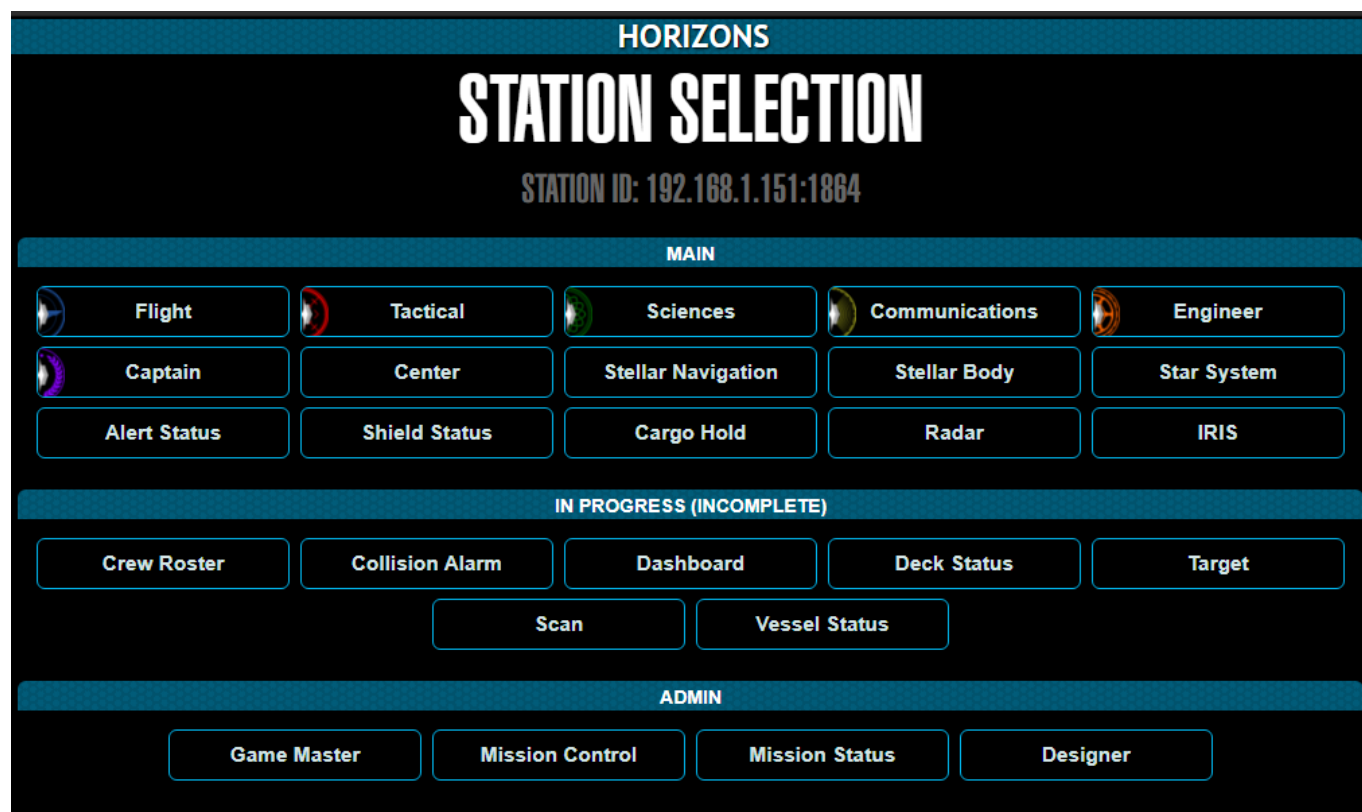 HORIZONS
STATION SELECTION
STATION ID: 192.168.1.151:1864
MAIN
Flight Tactical Sciences Communications Engineer
Captain Center Stellar Navigation Stellar Body Star System
Alert Status Shield Status Cargo Hold Radar IRIS
IN PROGRESS (INCOMPLETE)
Crew Roster Collision Alarm Dashboard Deck Status Target
Scan Vessel Status
ADMIN
Game Master Mission Control Mission Status Designer